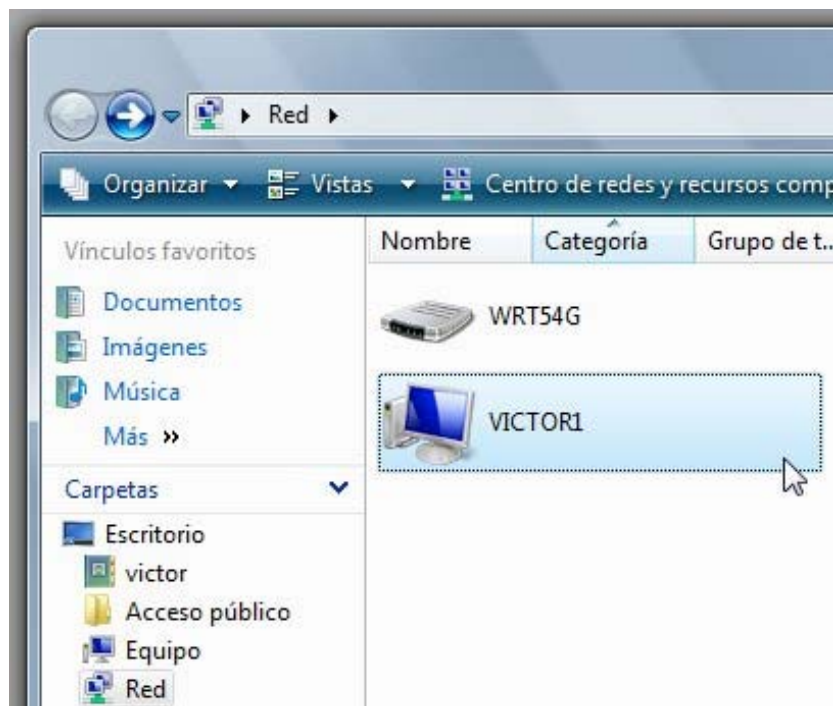 Red
Organizar Vistas Centro de redes y recursos comp
Vínculos favoritos
Documentos
Imágenes
Música
Más »
Carpetas
Escritorio
victor
Acceso público
Equipo
Red
Nombre Categoría Grupo de t...
WRT54G
VICTOR1